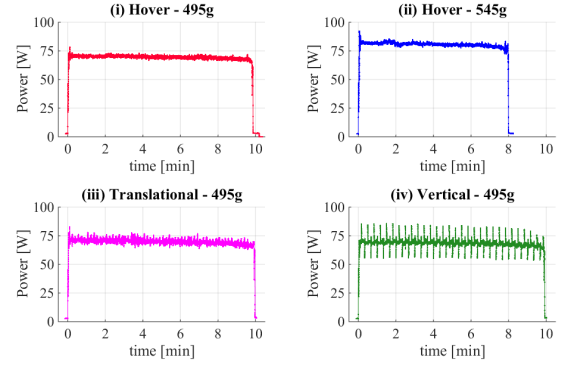 (i) Hover - 495g
100
75
50
25
0
Power [W]
0 2 4 6 8 10
time [min]
(ii) Hover - 545g
100
75
50
25
0
Power [W]
0 2 4 6 8 10
time [min]
(iii) Translational - 495g
100
75
50
25
0
Power [W]
0 2 4 6 8 10
time [min]
(iv) Vertical - 495g
100
75
50
25
0
Power [W]
0 2 4 6 8 10
time [min]